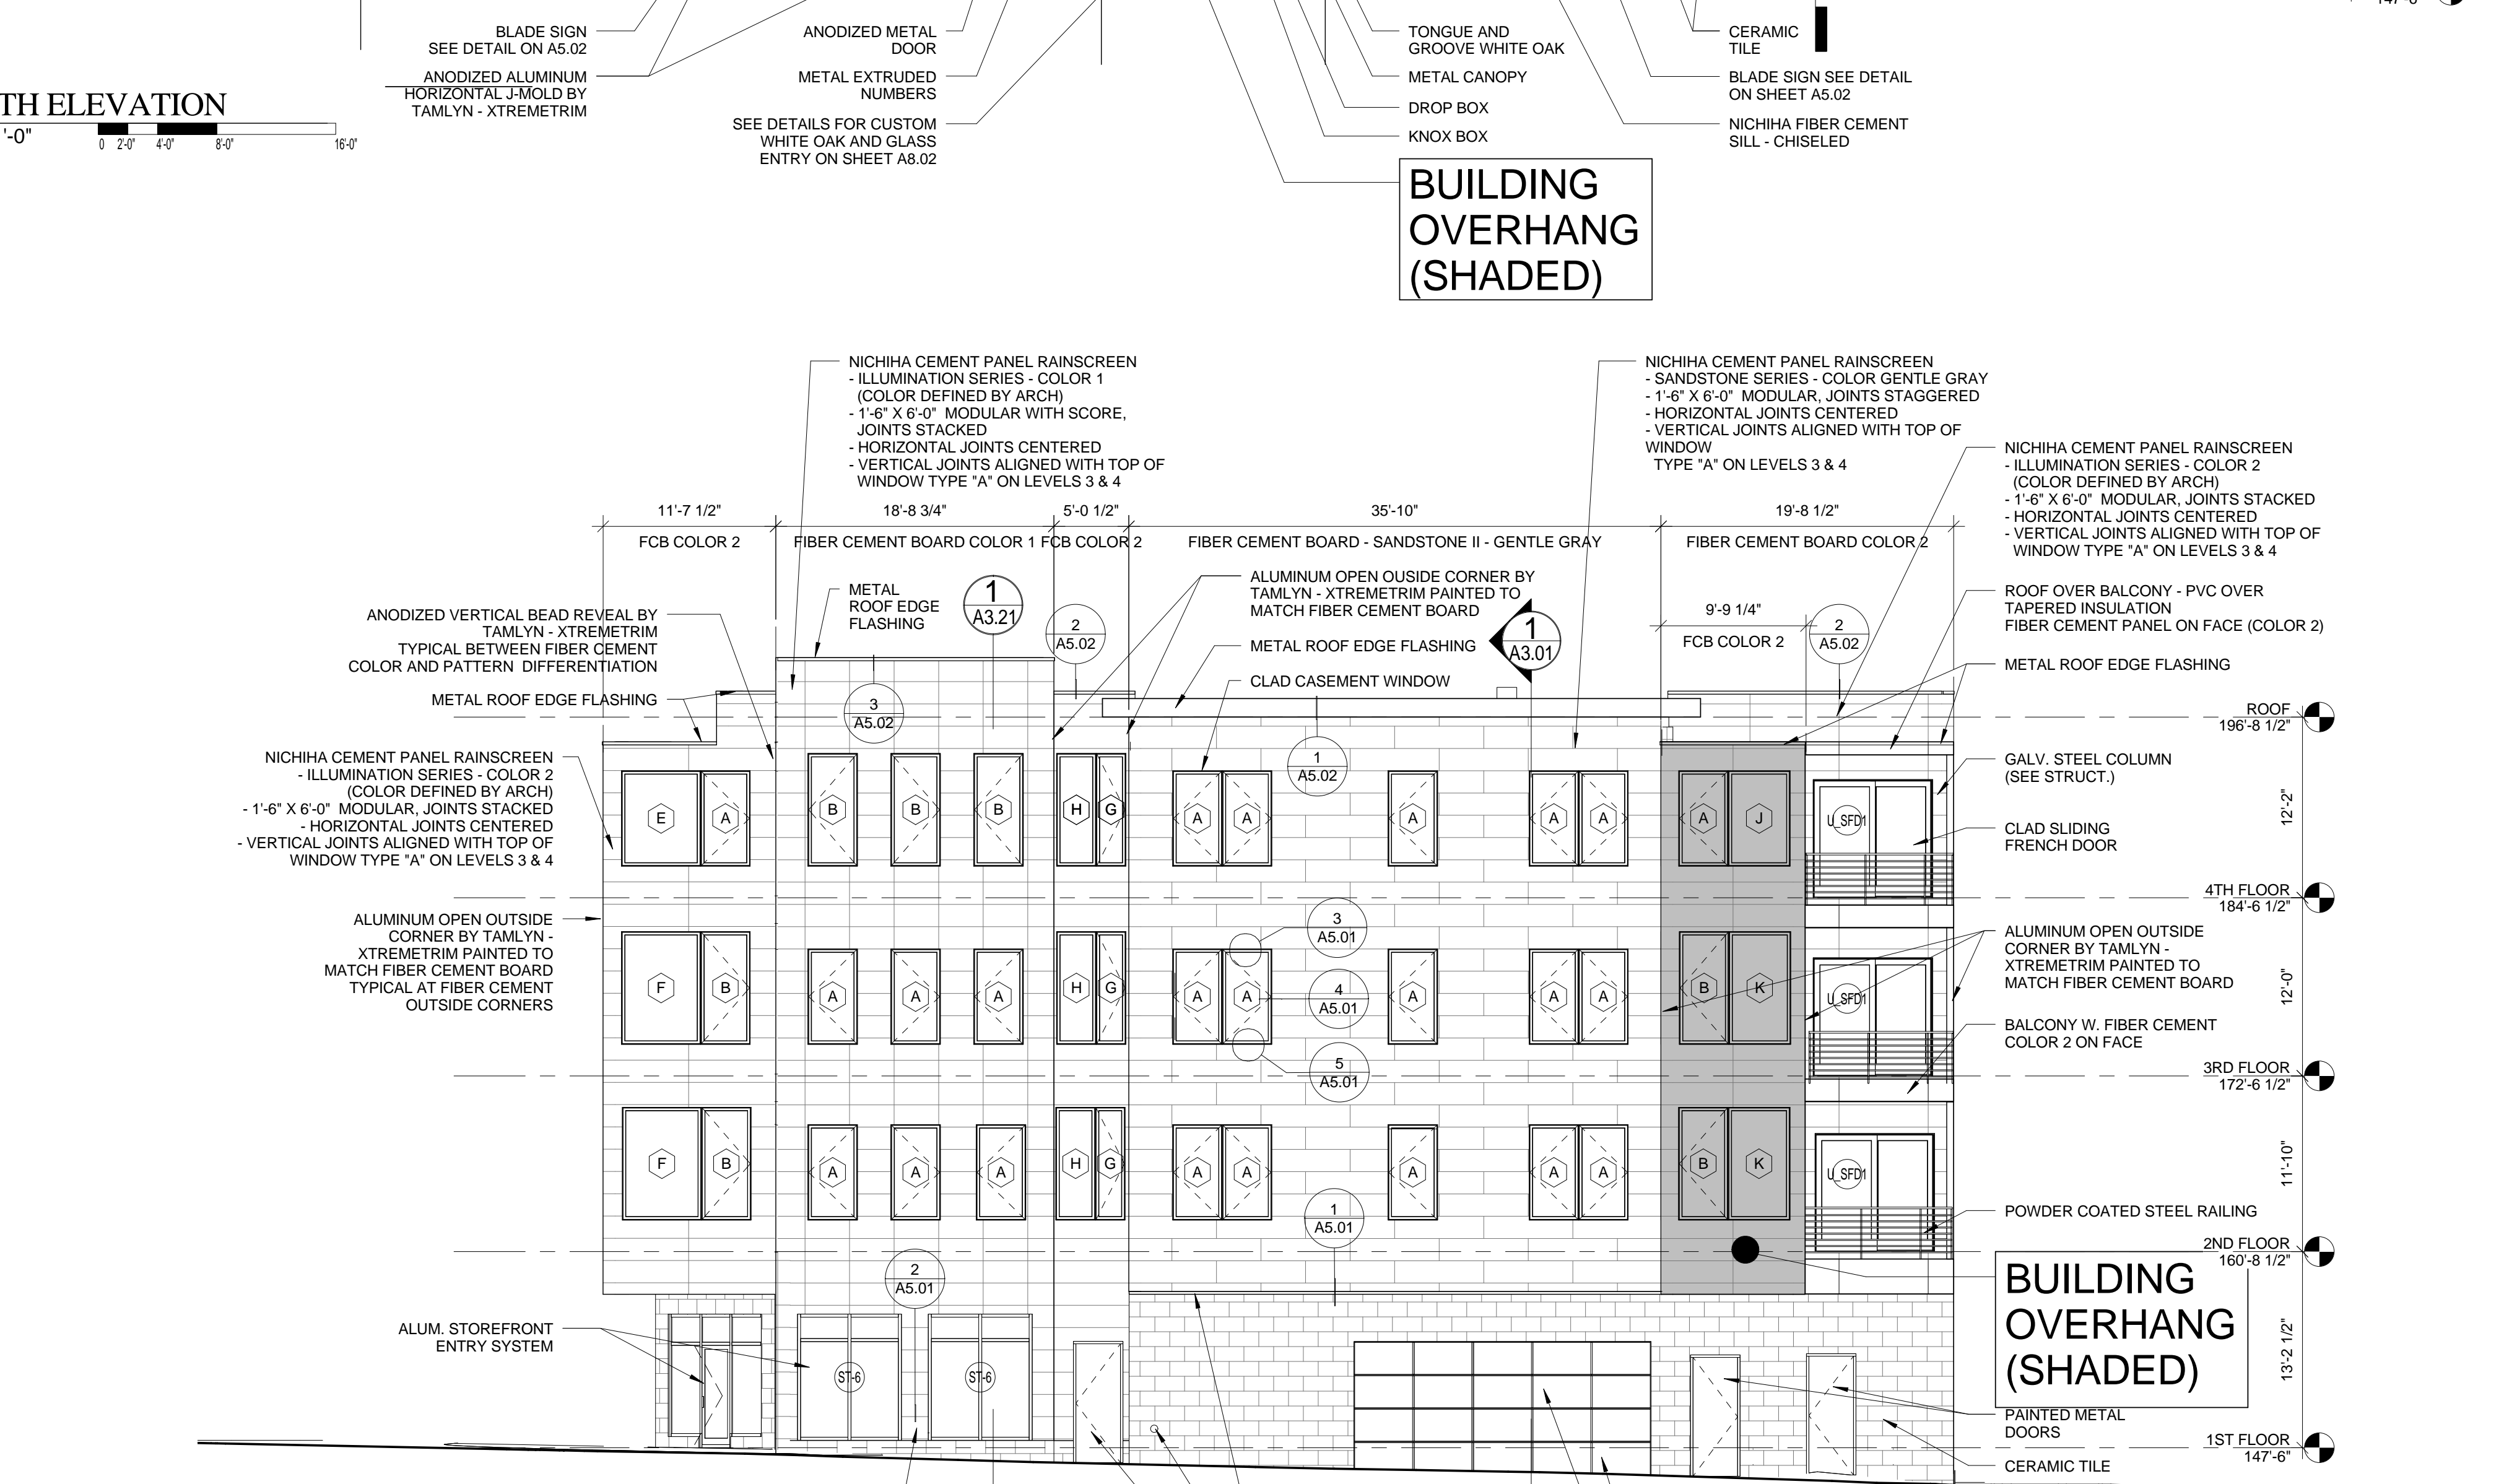 BLADE SIGN
SEE DETAIL ON A5.02
ANODIZED ALUMINUM
HORIZONTAL J-MOLD BY
TAMLYN - XTREMETRIM
ANODIZED METAL
DOOR
METAL EXTRUDED
NUMBERS
SEE DETAILS FOR CUSTOM
WHITE OAK AND GLASS
ENTRY ON SHEET A8.02
TONGUE AND
GROOVE WHITE OAK
METAL CANOPY
DROP BOX
KNOX BOX
CERAMIC
TILE
BLADE SIGN SEE DETAIL
ON SHEET A5.02
NICHIHA FIBER CEMENT
SILL - CHISELED
TH ELEVATION
'-0"
0 2'-0" 4'-0" 8'-0" 16'-0"
BUILDING
OVERHANG
(SHADED)
NICHIHA CEMENT PANEL RAINSCREEN
- ILLUMINATION SERIES - COLOR 1
(COLOR DEFINED BY ARCH)
- 1'-6" X 6'-0" MODULAR WITH SCORE,
JOINTS STACKED
- HORIZONTAL JOINTS CENTERED
- VERTICAL JOINTS ALIGNED WITH TOP OF
WINDOW TYPE "A" ON LEVELS 3 & 4
NICHIHA CEMENT PANEL RAINSCREEN
- SANDSTONE SERIES - COLOR GENTLE GRAY
- 1'-6" X 6'-0" MODULAR, JOINTS STAGGERED
- HORIZONTAL JOINTS CENTERED
- VERTICAL JOINTS ALIGNED WITH TOP OF
WINDOW
TYPE "A" ON LEVELS 3 & 4
NICHIHA CEMENT PANEL RAINSCREEN
- ILLUMINATION SERIES - COLOR 2
(COLOR DEFINED BY ARCH)
- 1'-6" X 6'-0" MODULAR, JOINTS STACKED
- HORIZONTAL JOINTS CENTERED
- VERTICAL JOINTS ALIGNED WITH TOP OF
WINDOW TYPE "A" ON LEVELS 3 & 4
11'-7 1/2" 18'-8 3/4" 5'-0 1/2" 35'-10" 19'-8 1/2"
FCB COLOR 2 FIBER CEMENT BOARD COLOR 1 FCB COLOR 2 FIBER CEMENT BOARD - SANDSTONE II - GENTLE GRAY FIBER CEMENT BOARD COLOR 2
METAL
ROOF EDGE
FLASHING
1
A3.21
2
A5.02
ALUMINUM OPEN OUSIDE CORNER BY
TAMLYN - XTREMETRIM PAINTED TO
MATCH FIBER CEMENT BOARD
METAL ROOF EDGE FLASHING
CLAD CASEMENT WINDOW
1
A3.01
9'-9 1/4"
FCB COLOR 2
2
A5.02
ROOF OVER BALCONY - PVC OVER
TAPERED INSULATION
FIBER CEMENT PANEL ON FACE (COLOR 2)
METAL ROOF EDGE FLASHING
ANODIZED VERTICAL BEAD REVEAL BY
TAMLYN - XTREMETRIM
TYPICAL BETWEEN FIBER CEMENT
COLOR AND PATTERN DIFFERENTIATION
METAL ROOF EDGE FLASHING
3
A5.02
1
A5.02
ROOF
196'-8 1/2"
NICHIHA CEMENT PANEL RAINSCREEN
- ILLUMINATION SERIES - COLOR 2
(COLOR DEFINED BY ARCH)
- 1'-6" X 6'-0" MODULAR, JOINTS STACKED
- HORIZONTAL JOINTS CENTERED
- VERTICAL JOINTS ALIGNED WITH TOP OF
WINDOW TYPE "A" ON LEVELS 3 & 4
GALV. STEEL COLUMN
(SEE STRUCT.)
12'-2"
CLAD SLIDING
FRENCH DOOR
E A B B B H G A A A A A A J U_SFD1
4TH FLOOR
184'-6 1/2"
ALUMINUM OPEN OUTSIDE
CORNER BY TAMLYN -
XTREMETRIM PAINTED TO
MATCH FIBER CEMENT BOARD
TYPICAL AT FIBER CEMENT
OUTSIDE CORNERS
3
A5.01
4
A5.01
5
A5.01
F B A A A H G A A A A A B K U_SFD1
ALUMINUM OPEN OUTSIDE
CORNER BY TAMLYN -
XTREMETRIM PAINTED TO
MATCH FIBER CEMENT BOARD
12'-0"
BALCONY W. FIBER CEMENT
COLOR 2 ON FACE
3RD FLOOR
172'-6 1/2"
F B A A A H G A A A A A B K U_SFD1
11'-10"
1
A5.01
POWDER COATED STEEL RAILING
2ND FLOOR
160'-8 1/2"
2
A5.01
BUILDING
OVERHANG
(SHADED)
ALUM. STOREFRONT
ENTRY SYSTEM
ST-6 ST-6
13'-2 1/2"
PAINTED METAL
DOORS
1ST FLOOR
147'-6"
CERAMIC TILE